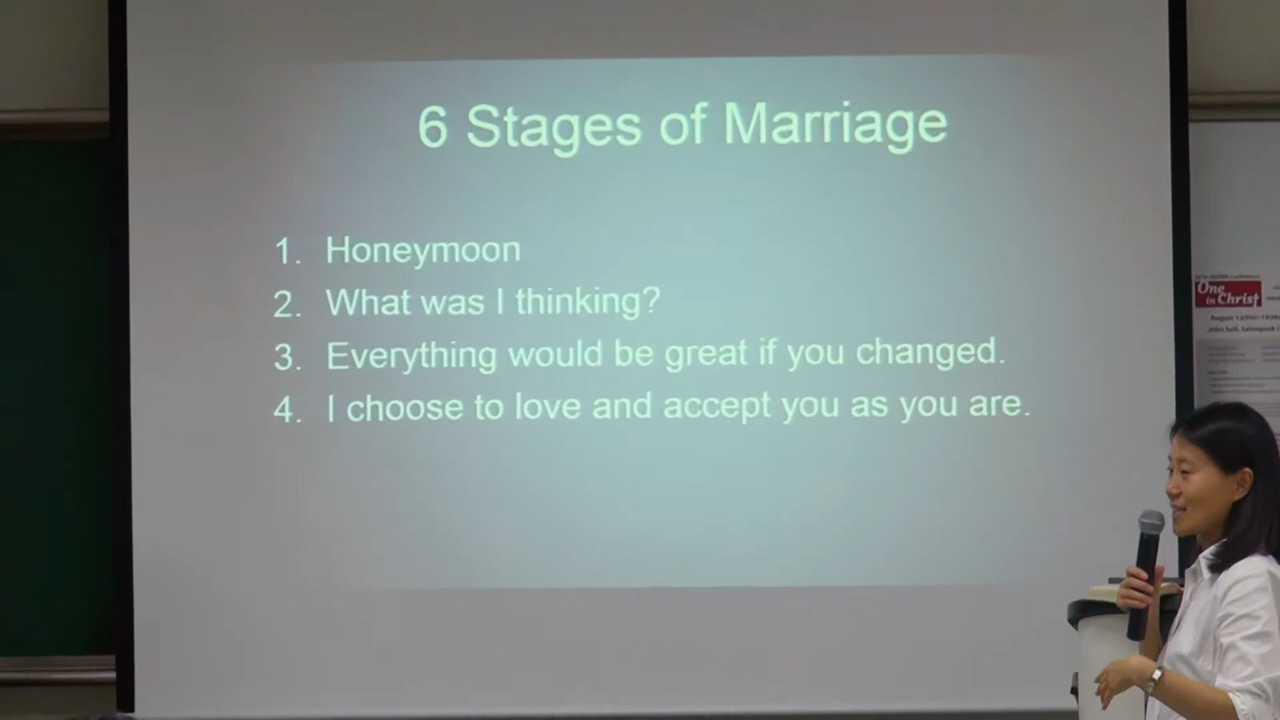 6 Stages of Marriage
1. Honeymoon
2. What was I thinking?
3. Everything would be great if you changed.
4. I choose to love and accept you as you are.
One
in Christ